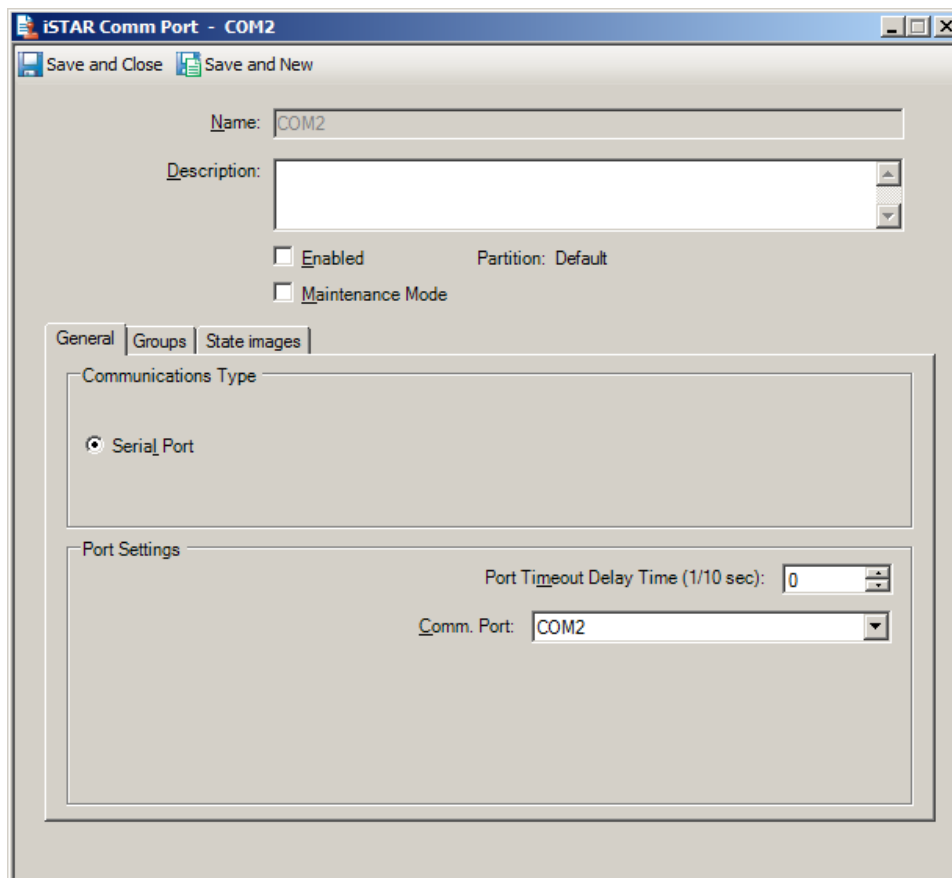 iSTAR Comm Port - COM2
Save and Close Save and New
Name: COM2
Description:
Enabled Partition: Default
Maintenance Mode
General Groups State images
Communications Type
Serial Port
Port Settings
Port Timeout Delay Time (1/10 sec): 0
Comm. Port: COM2